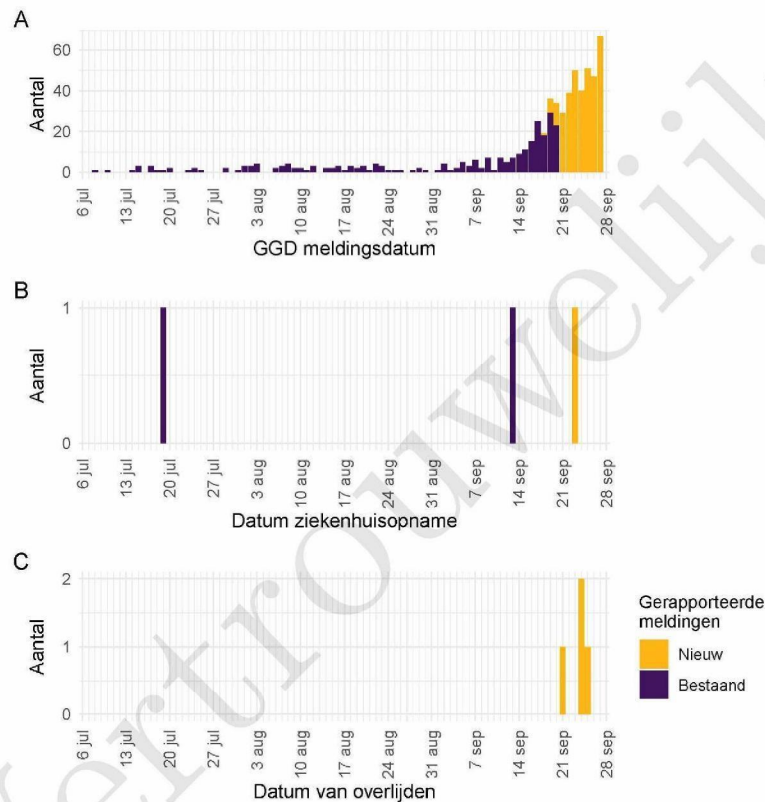 A
Aantal
60
40
20
0
6 jul
13 jul
20 jul
27 jul
3 aug
10 aug
17 aug
24 aug
31 aug
7 sep
14 sep
21 sep
28 sep
GGD meldingsdatum
B
Aantal
1
0
6 jul
13 jul
20 jul
27 jul
3 aug
10 aug
17 aug
24 aug
31 aug
7 sep
14 sep
21 sep
28 sep
Datum ziekenhuisopname
C
Aantal
2
1
0
6 jul
13 jul
20 jul
27 jul
3 aug
10 aug
17 aug
24 aug
31 aug
7 sep
14 sep
21 sep
28 sep
Datum van overlijden
Gerapporteerde
meldingen
Nieuw
Bestaand
fertrouwelijk